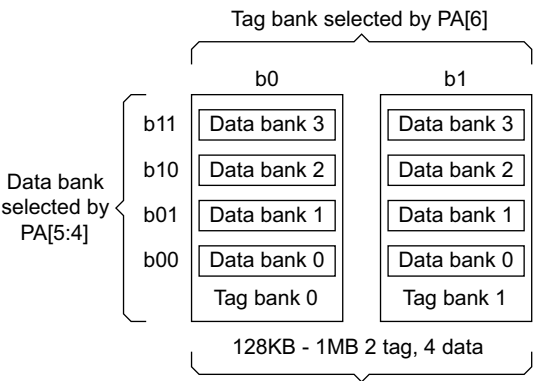 Tag bank selected by PA[6]
b0 b1
b11 Data bank 3 Data bank 3
b10 Data bank 2 Data bank 2
Data bank
selected by
PA[5:4]
b01 Data bank 1 Data bank 1
b00 Data bank 0 Data bank 0
Tag bank 0 Tag bank 1
128KB - 1MB 2 tag, 4 data